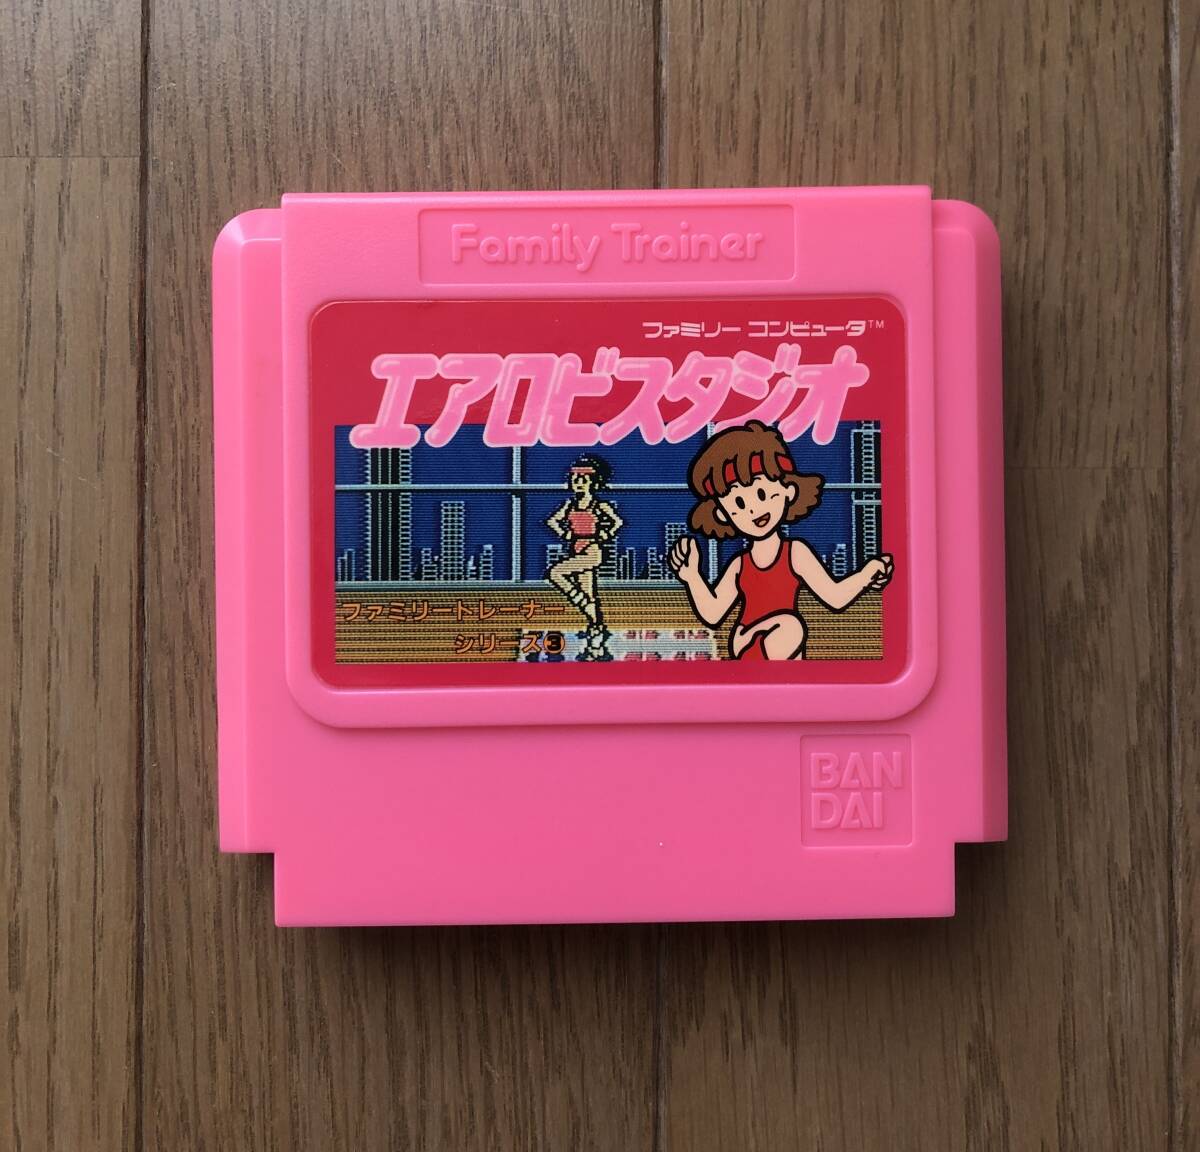 Family Trainer
ファミリー コンピュータ™
エアロビスタジオ
ファミリートレーナー
シリーズ❸
BAN
DAI